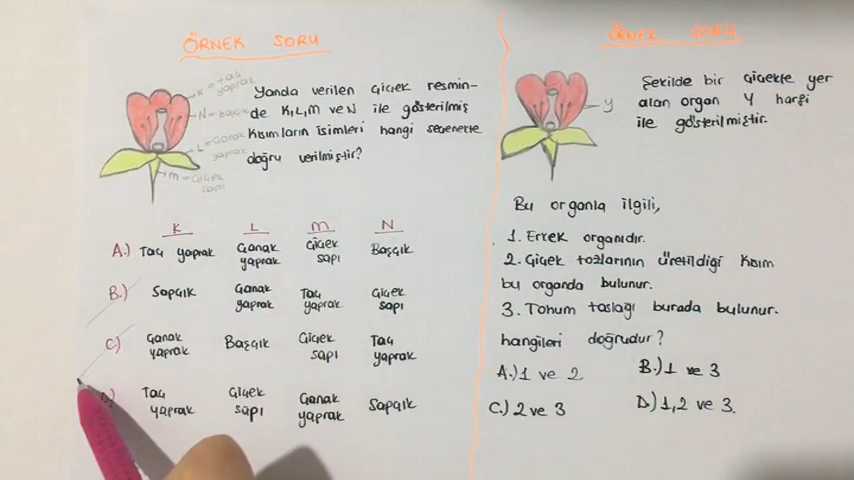 ÖRNEK SORU
K = taç
yaprak
N = başçık
L = Çanak
yaprak
m = Çiçek
sapı
Yanda verilen çiçek resmin-
de K,L,M ve N ile gösterilmiş
kısımların isimleri hangi seçenekte
doğru verilmiştir?
K L M N
A.) Taç yaprak Çanak yaprak Çiçek sapı Başçık
B.) Sapçık Çanak yaprak Taç yaprak Çiçek sapı
C.) Çanak yaprak Başçık Çiçek sapı Taç yaprak
D) Taç yaprak Çiçek sapı Çanak yaprak Sapçık
ÖRNEK SORU
y
Şekilde bir çiçekte yer
alan organ Y harfi
ile gösterilmiştir.
Bu organla ilgili,
1. Erkek organıdır.
2. Çiçek tozlarının üretildiği kısım
bu organda bulunur.
3. Tohum taslağı burada bulunur.
hangileri doğrudur?
A.) 1 ve 2 B.) 1 ve 3
C.) 2 ve 3 D) 1,2 ve 3.